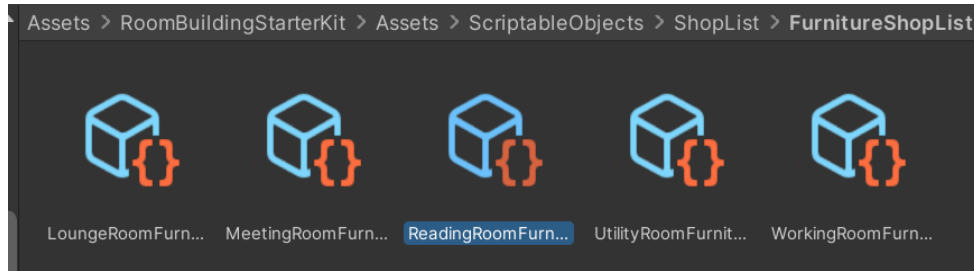 Assets > RoomBuildingStarterKit > Assets > ScriptableObjects > ShopList > FurnitureShopList
LoungeRoomFurn... MeetingRoomFurn... ReadingRoomFurn... UtilityRoomFurnit... WorkingRoomFurn...